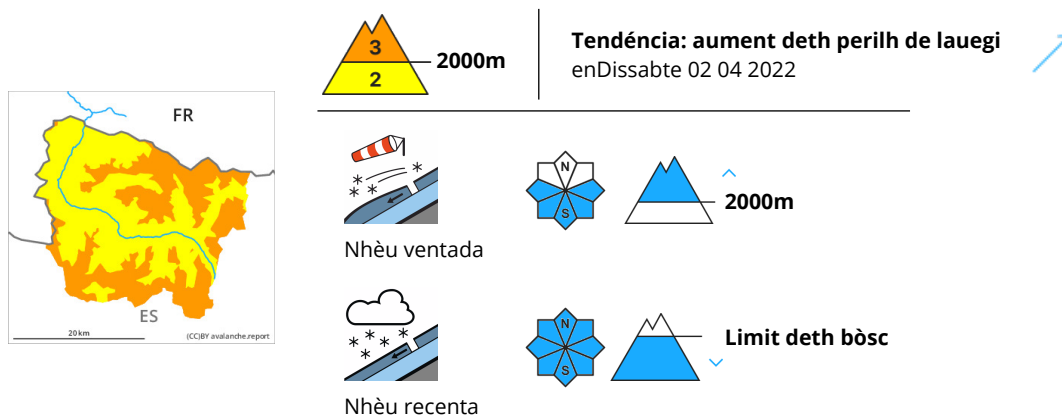 3
2
2000m
Tendéncia: aument deth perilh de lauegi
enDissabte 02 04 2022
FR
ES
20 km
(CC)BY avalanche.report
N
S
2000m
Nhèu ventada
N
S
Limit deth bòsc
Nhèu recenta